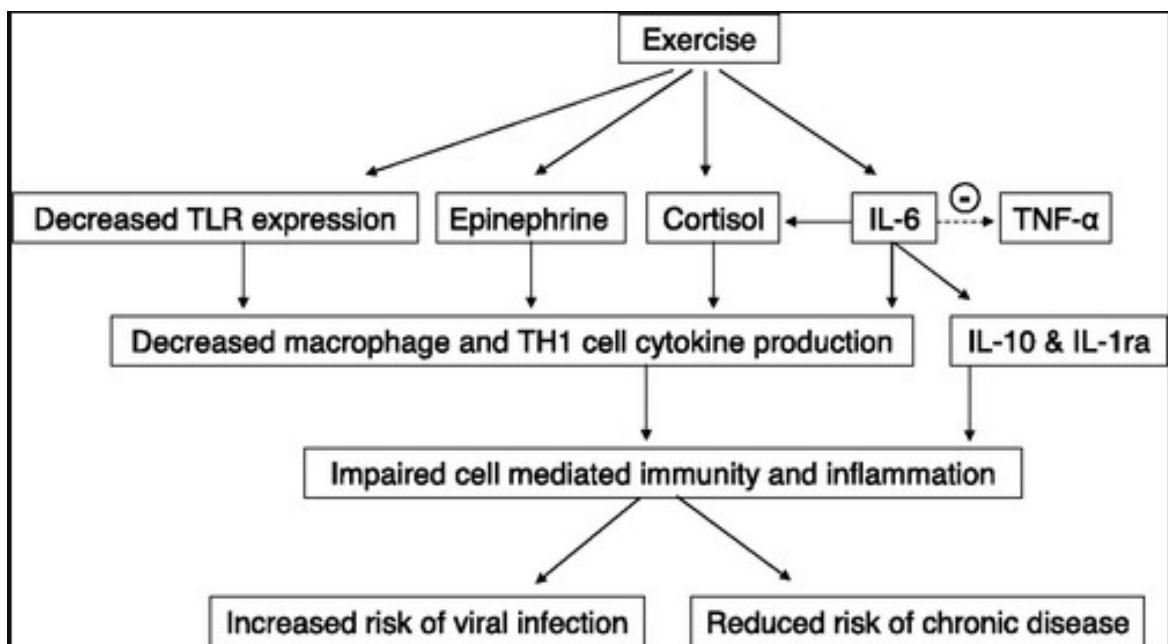 Exercise
Decreased TLR expression
Epinephrine
Cortisol
IL-6
-
TNF-α
Decreased macrophage and TH1 cell cytokine production
IL-10 & IL-1ra
Impaired cell mediated immunity and inflammation
Increased risk of viral infection
Reduced risk of chronic disease